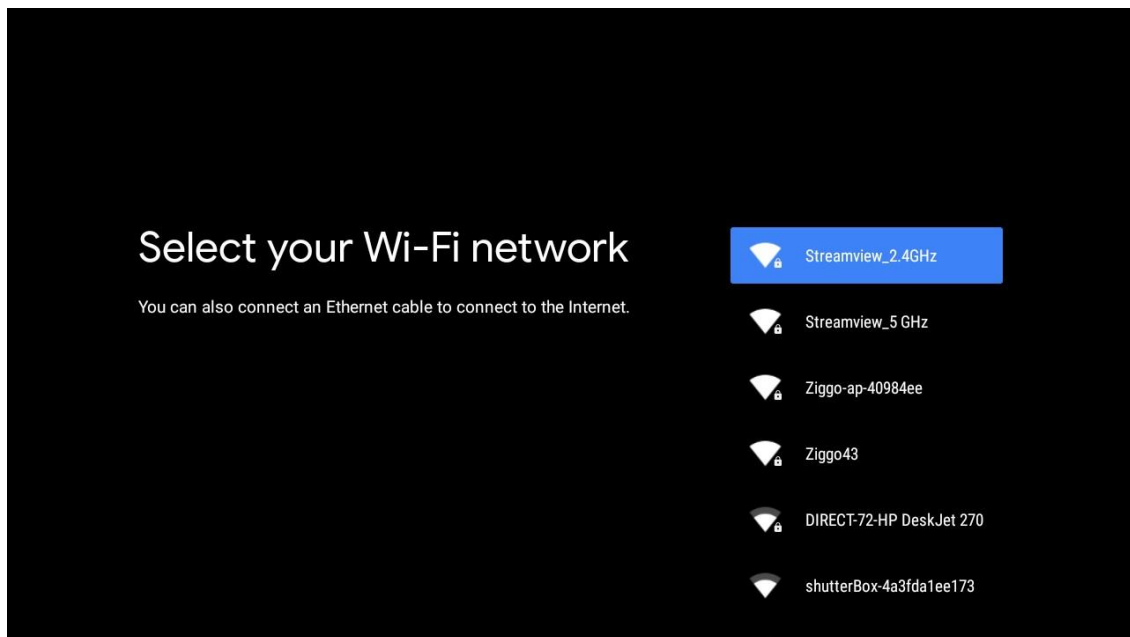 Select your Wi-Fi network
You can also connect an Ethernet cable to connect to the Internet.
Streamview_2.4GHz
Streamview_5 GHz
Ziggo-ap-40984ee
Ziggo43
DIRECT-72-HP DeskJet 270
shutterBox-4a3fda1ee173